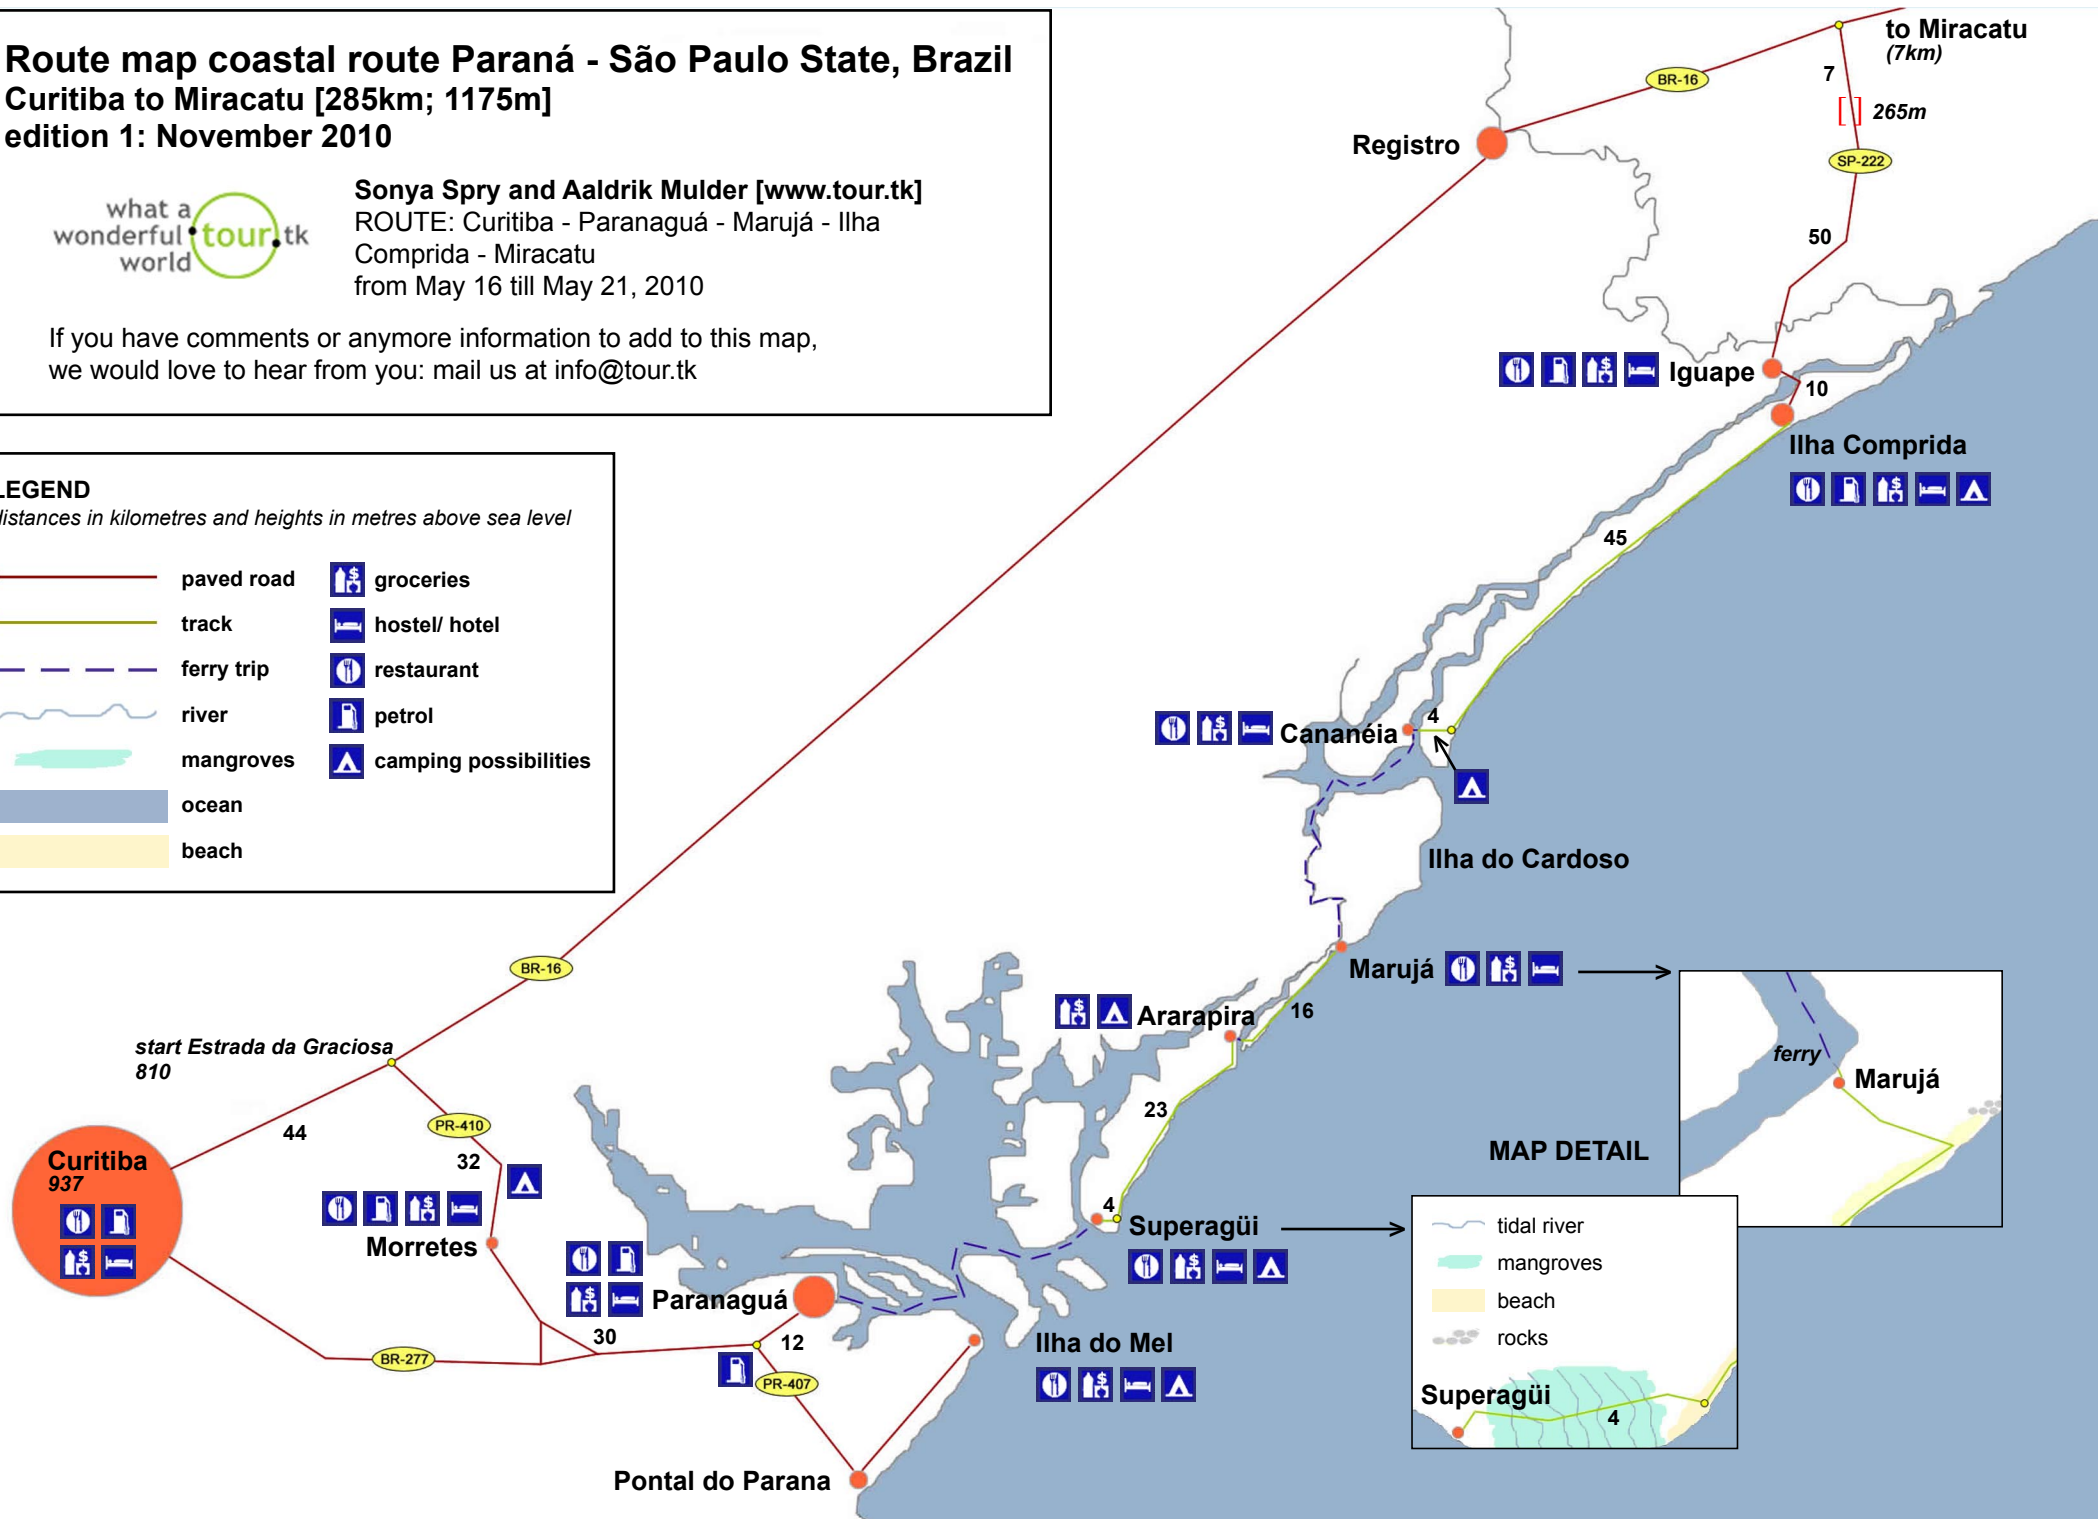 Route map coastal route Paraná - São Paulo State, Brazil
Curitiba to Miracatu [285km; 1175m]
edition 1: November 2010
what a
wonderful tour.tk
world
Sonya Spry and Aaldrik Mulder [www.tour.tk]
ROUTE: Curitiba - Paranaguá - Marujá - Ilha
Comprida - Miracatu
from May 16 till May 21, 2010
If you have comments or anymore information to add to this map,
we would love to hear from you: mail us at info@tour.tk
LEGEND
distances in kilometres and heights in metres above sea level
paved road
groceries
track
hostel/ hotel
ferry trip
restaurant
river
petrol
mangroves
camping possibilities
ocean
beach
to Miracatu
(7km)
BR-16
7
[ ] 265m
Registro
SP-222
50
Iguape
10
Ilha Comprida
45
Cananéia
4
Ilha do Cardoso
Marujá
BR-16
Ararapira
16
start Estrada da Graciosa
810
ferry
Marujá
23
PR-410
44
32
MAP DETAIL
Curitiba
937
4
Superagüi
Morretes
tidal river
mangroves
beach
rocks
Paranaguá
30
12
Ilha do Mel
BR-277
PR-407
Superagüi
4
Pontal do Parana